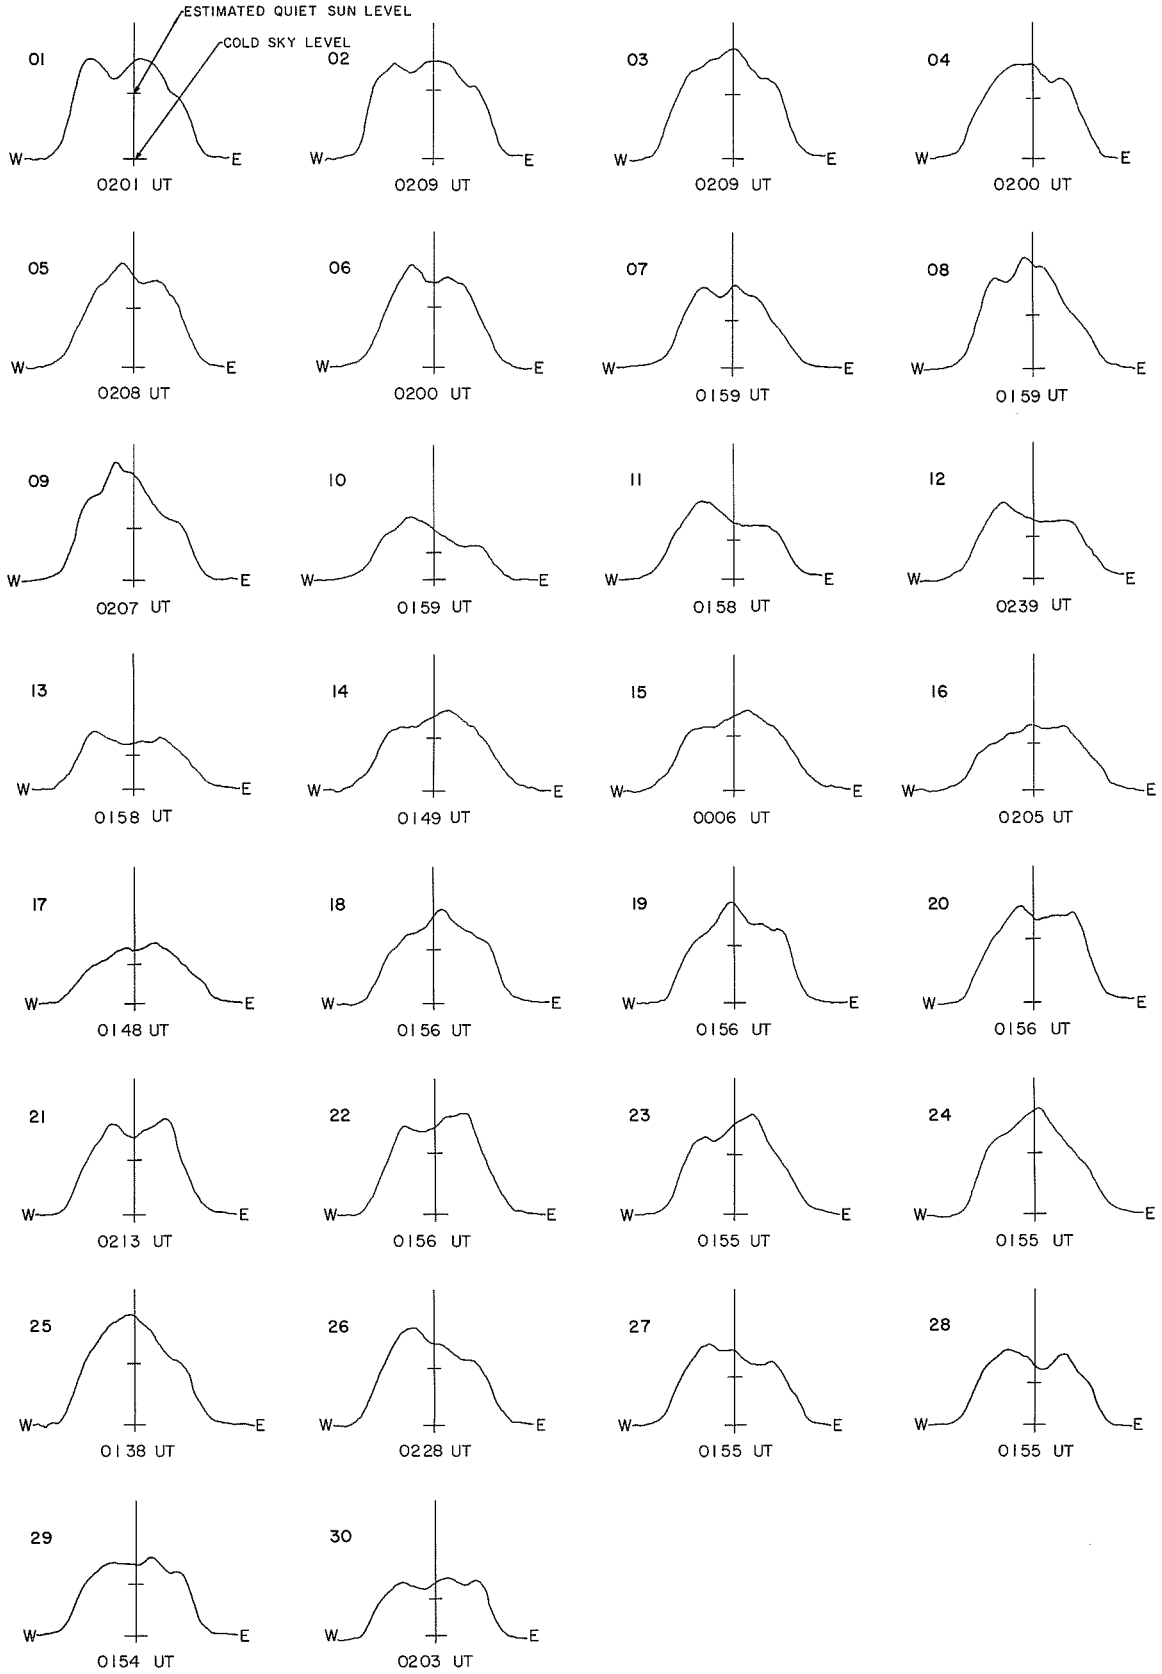 ESTIMATED QUIET SUN LEVEL
COLD SKY LEVEL
01 W E 0201 UT
02 W E 0209 UT
03 W E 0209 UT
04 W E 0200 UT
05 W E 0208 UT
06 W E 0200 UT
07 W E 0159 UT
08 W E 0159 UT
09 W E 0207 UT
10 W E 0159 UT
11 W E 0158 UT
12 W E 0239 UT
13 W E 0158 UT
14 W E 0149 UT
15 W E 0006 UT
16 W E 0205 UT
17 W E 0148 UT
18 W E 0156 UT
19 W E 0156 UT
20 W E 0156 UT
21 W E 0213 UT
22 W E 0156 UT
23 W E 0155 UT
24 W E 0155 UT
25 W E 0138 UT
26 W E 0228 UT
27 W E 0155 UT
28 W E 0155 UT
29 W E 0154 UT
30 W E 0203 UT